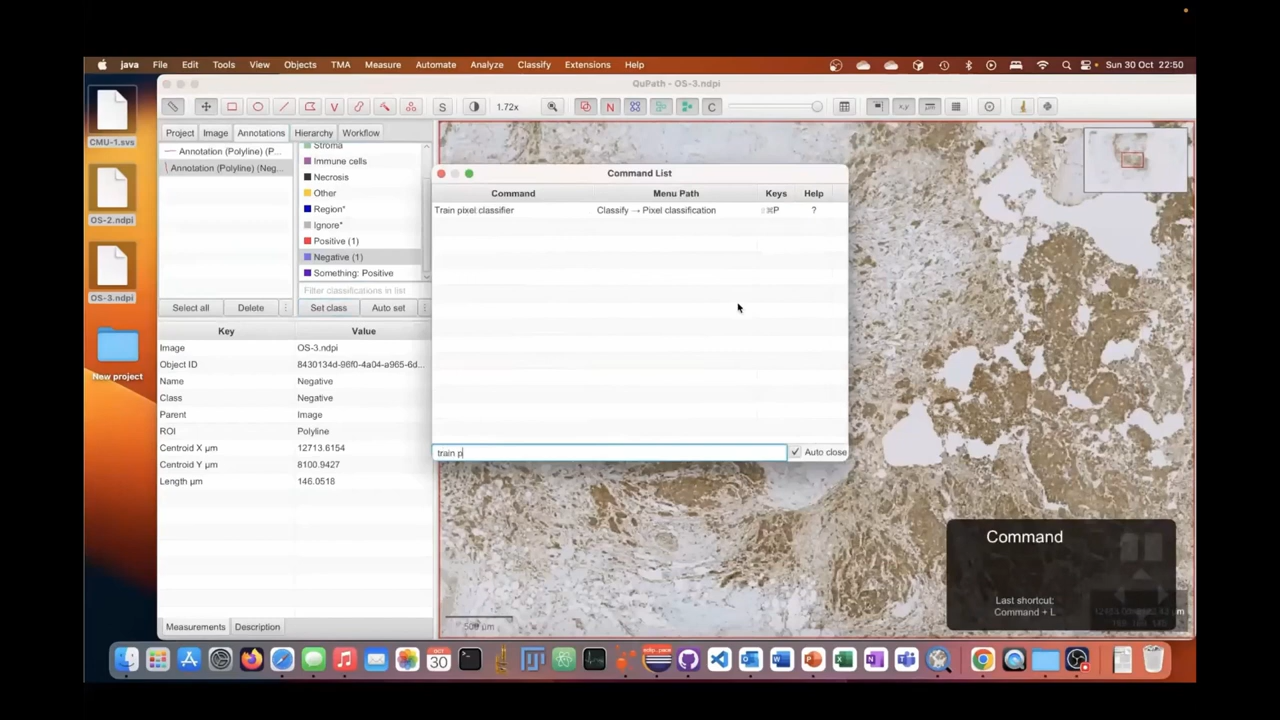 java File Edit Tools View Objects TMA Measure Automate Analyze Classify Extensions Help Sun 30 Oct 22:50
QuPath - OS-3.ndpi
V S 1.72x N C
Project Image Annotations Hierarchy Workflow
Annotation (Polyline) (P...
Annotation (Polyline) (Neg...
Stroma
Immune cells
Necrosis
Other
Region*
Ignore*
Positive (1)
Negative (1)
Something: Positive
Filter classifications in list
Select all Delete Set class Auto set
Key Value
Image OS-3.ndpi
Object ID 8430134d-96f0-4a04-a965-6d...
Name Negative
Class Negative
Parent Image
ROI Polyline
Centroid X µm 12713.6154
Centroid Y µm 8100.9427
Length µm 146.0518
Measurements Description
CMU-1.svs
OS-2.ndpi
OS-3.ndpi
New project
Command List
Command Menu Path Keys Help
Train pixel classifier Classify → Pixel classification ⌘P ?
train p
Auto close
500 µm
Command
Last shortcut:
Command + L
OCT
30